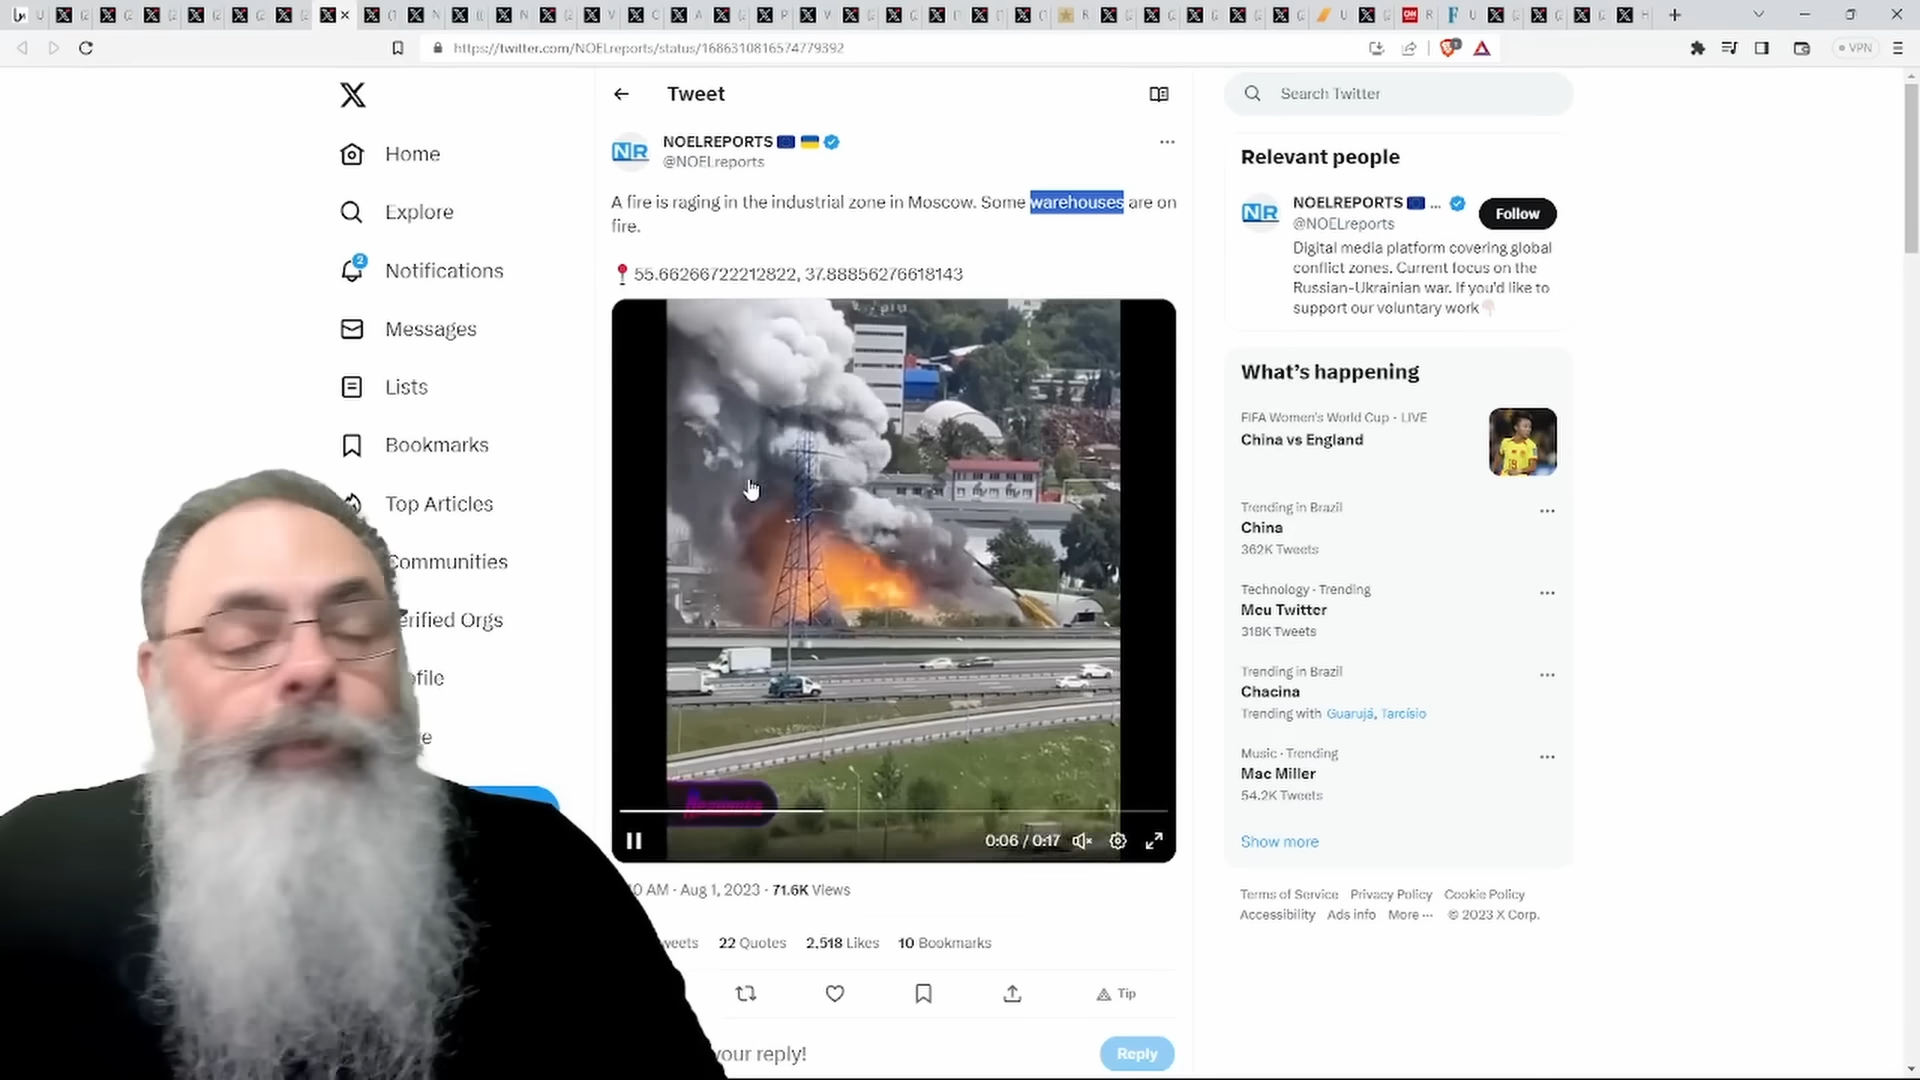 https://twitter.com/NOELreports/status/1686310816574779392
VPN
Home
Explore
2
Notifications
Messages
Lists
Bookmarks
Top Articles
Communities
erified Orgs
ofile
e
Tweet
NR
NOELREPORTS
@NOELreports
A fire is raging in the industrial zone in Moscow. Some warehouses are on
fire.
55.66266722212822, 37.88856276618143
0:06 / 0:17
0 AM · Aug 1, 2023 · 71.6K Views
weets 22 Quotes 2,518 Likes 10 Bookmarks
Tip
your reply!
Reply
Search Twitter
Relevant people
NR
NOELREPORTS ...
@NOELreports
Follow
Digital media platform covering global
conflict zones. Current focus on the
Russian-Ukrainian war. If you'd like to
support our voluntary work
What's happening
FIFA Women's World Cup · LIVE
China vs England
Trending in Brazil
China
362K Tweets
Technology · Trending
Meu Twitter
318K Tweets
Trending in Brazil
Chacina
Trending with Guarujá, Tarcísio
Music · Trending
Mac Miller
54.2K Tweets
Show more
Terms of Service Privacy Policy Cookie Policy
Accessibility Ads info More ··· © 2023 X Corp.